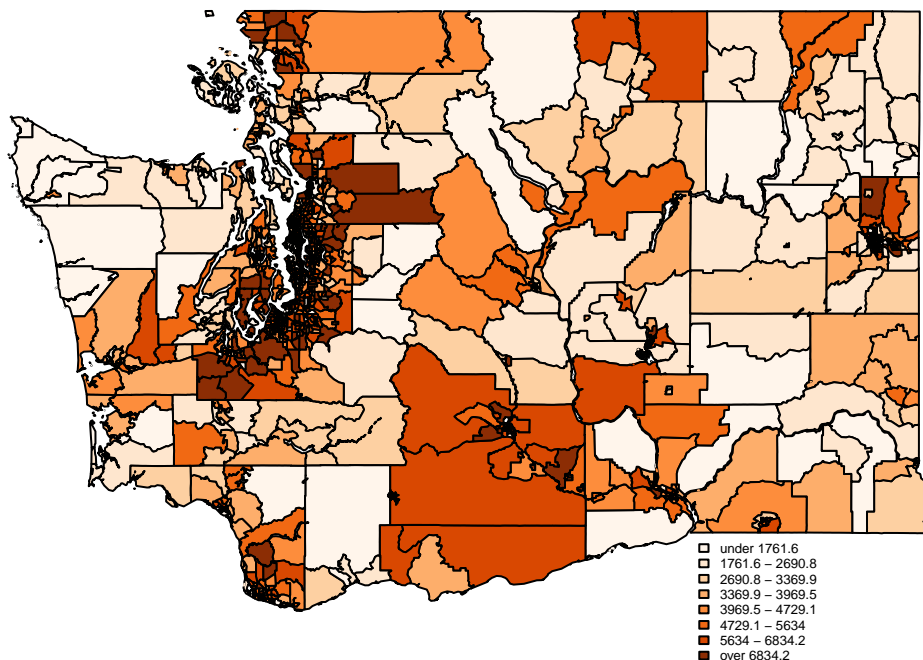 under 1761.6
1761.6 – 2690.8
2690.8 – 3369.9
3369.9 – 3969.5
3969.5 – 4729.1
4729.1 – 5634
5634 – 6834.2
over 6834.2